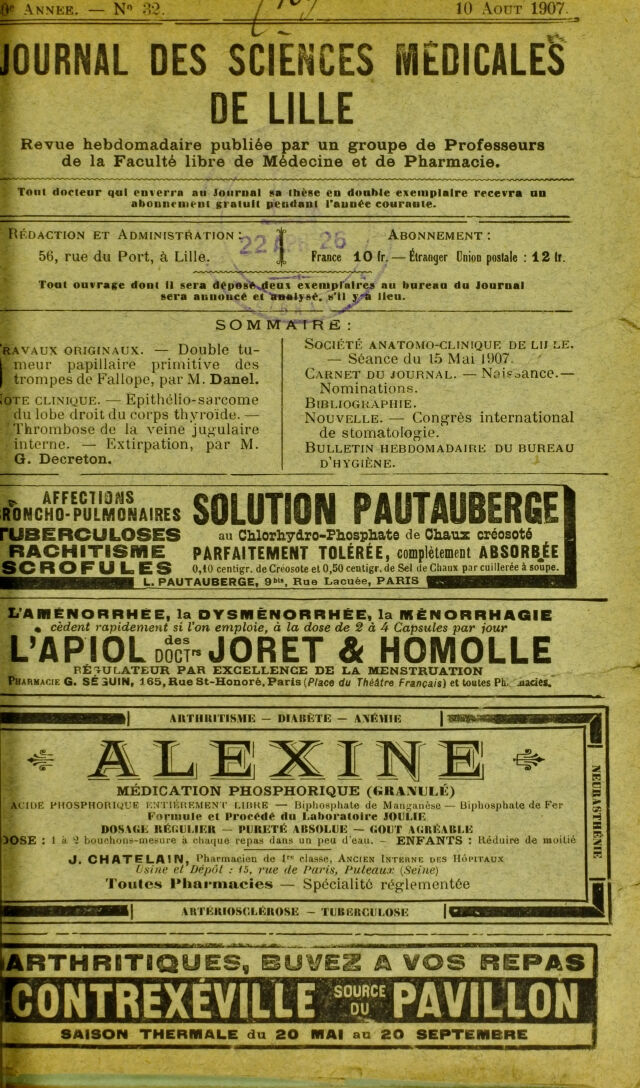 ANNÉE. — Nº 32. 10 AOUT 1907.
JOURNAL DES SCIENCES MÉDICALES
DE LILLE
Revue hebdomadaire publiée par un groupe de Professeurs
de la Faculté libre de Médecine et de Pharmacie.
Tout docteur qui enverra au Journal sa thèse en double exemplaire recevra un
abonnement gratuit pendant l'année courante.
RÉDACTION ET ADMINISTRATION :
56, rue du Port, à Lille.
22 APR 26
ABONNEMENT :
France 10 fr. — Étranger Union postale : 12 fr.
Tout ouvrage dont il sera déposé deux exemplaires au bureau du Journal
sera annoncé et analysé, s'il y a lieu.
SOMMAIRE :
TRAVAUX ORIGINAUX. — Double tu-
meur papillaire primitive des
trompes de Fallope, par M. Danel.
NOTE CLINIQUE. — Epithélio-sarcome
du lobe droit du corps thyroïde. —
Thrombose de la veine jugulaire
interne. — Extirpation, par M.
G. Decreton.
SOCIÉTÉ ANATOMO-CLINIQUE DE LILLE.
— Séance du 15 Mai 1907.
CARNET DU JOURNAL. — Naissance. —
Nominations.
BIBLIOGRAPHIE.
NOUVELLE. — Congrès international
de stomatologie.
BULLETIN HEBDOMADAIRE DU BUREAU
D'HYGIÈNE.
AFFECTIONS
BRONCHO-PULMONAIRES
TUBERCULOSES
RACHITISME
SCROFULES
SOLUTION PAUTAUBERGE
au Chlorhydro-Phosphate de Chaux créosoté
PARFAITEMENT TOLÉRÉE, complètement ABSORBÉE
0,10 centigr. de Créosote et 0,50 centigr. de Sel de Chaux par cuillerée à soupe.
L. PAUTAUBERGE, 9bis, Rue Lacuée, PARIS
L'AMÉNORRHÉE, la DYSMÉNORRHÉE, la MÉNORRHAGIE
cèdent rapidement si l'on emploie, à la dose de 2 à 4 Capsules par jour
L'APIOL des DOCTrs JORET & HOMOLLE
RÉGULATEUR PAR EXCELLENCE DE LA MENSTRUATION
PHARMACIE G. SÉGUIN, 165, Rue St-Honoré, Paris (Place du Théâtre Français) et toutes Pharmacies.
ARTHRITISME — DIABÈTE — ANÉMIE
ALEXINE
MÉDICATION PHOSPHORIQUE (GRANULÉ)
ACIDE PHOSPHORIQUE ENTIÈREMENT LIBRE — Biphosphate de Manganèse — Biphosphate de Fer
Formule et Procédé du Laboratoire JOULIE
DOSAGE RÉGULIER — PURETÉ ABSOLUE — GOUT AGRÉABLE
DOSE : 1 à 2 bouchons-mesure à chaque repas dans un peu d'eau. — ENFANTS : Réduire de moitié
J. CHATELAIN, Pharmacien de 1re classe, ANCIEN INTERNE DES HÔPITAUX
Usine et Dépôt : 15, rue de Paris, Puteaux (Seine)
Toutes Pharmacies — Spécialité réglementée
NEURASTHÉNIE
ARTÉRIOSCLÉROSE — TUBERCULOSE
ARTHRITIQUES, BUVEZ A VOS REPAS
CONTREXÉVILLE SOURCE DU PAVILLON
SAISON THERMALE du 20 MAI au 20 SEPTEMBRE